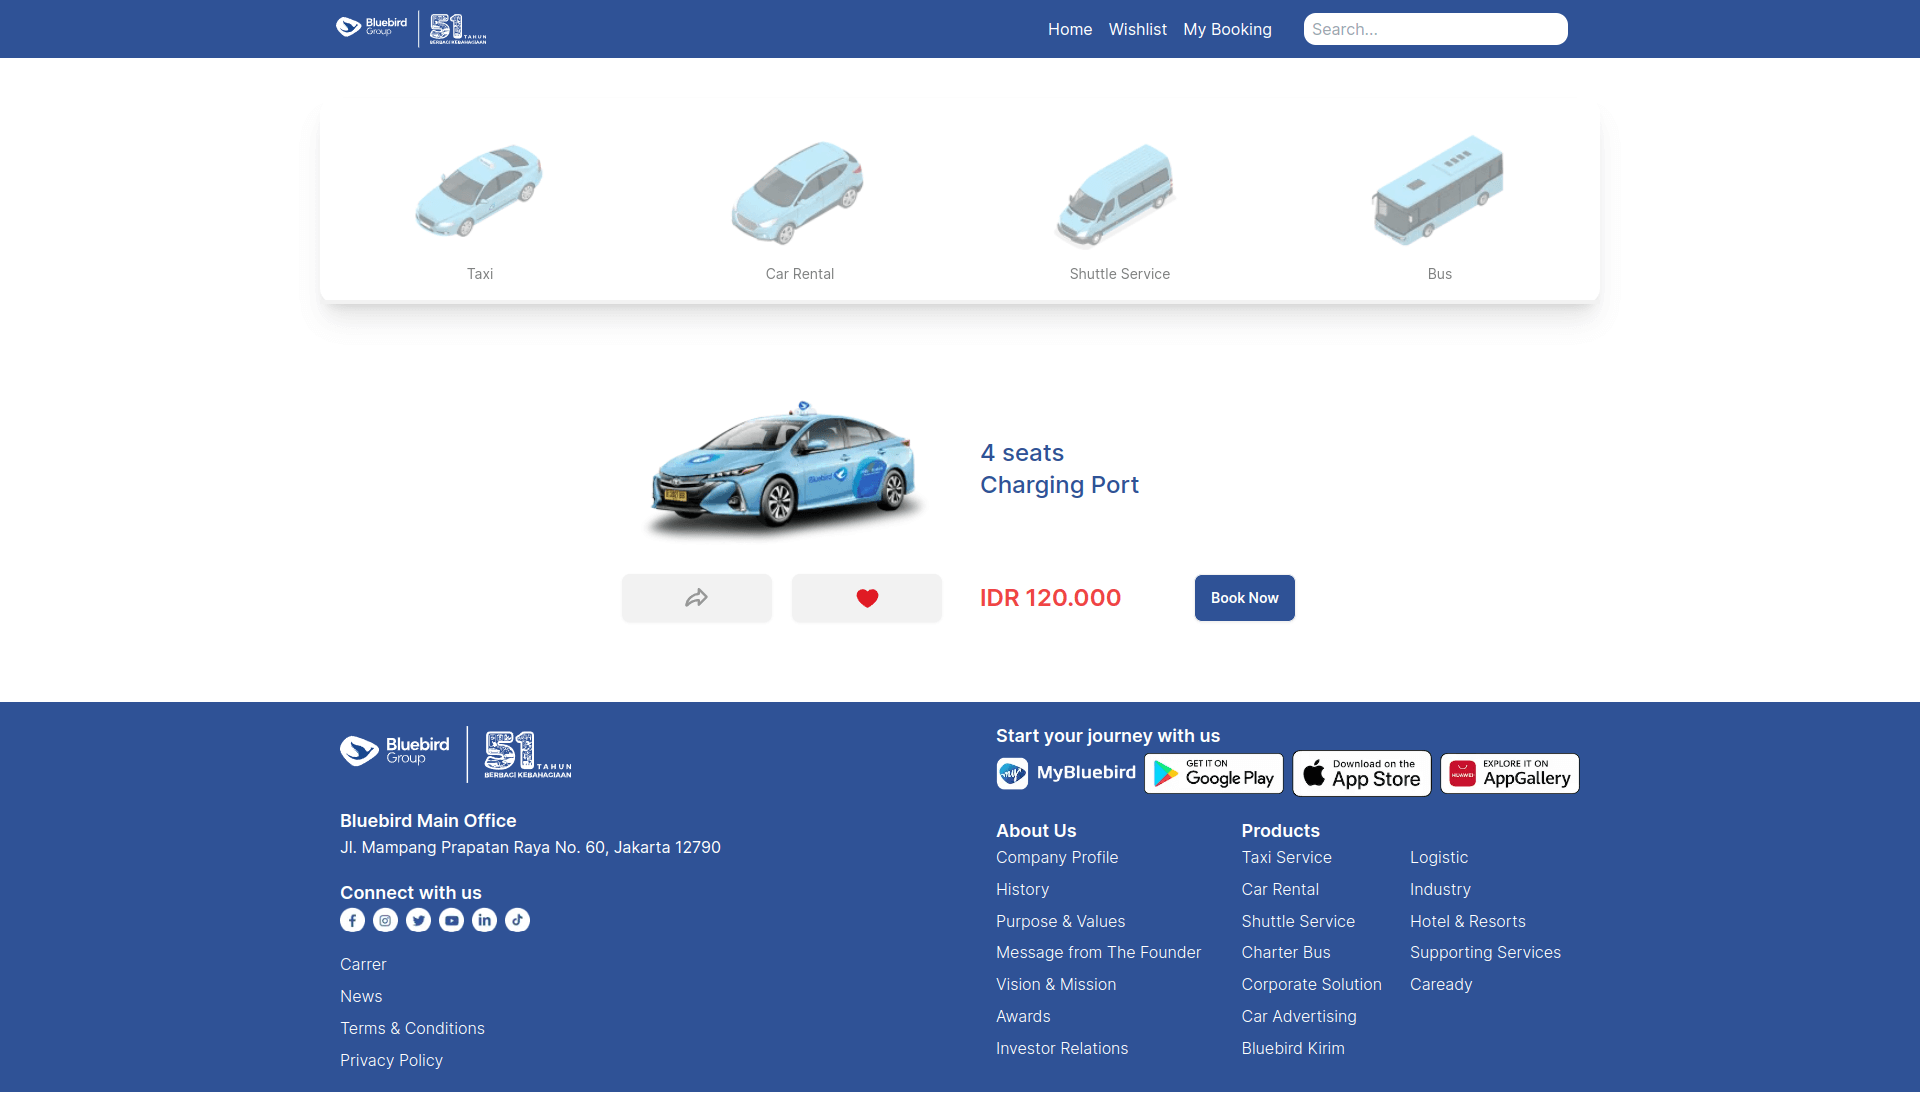 Bluebird
Group
51
TAHUN
BERBAGI KEBAHAGIAAN
Home
Wishlist
My Booking
Search...
Taxi
Car Rental
Shuttle Service
Bus
Bluebird
4 seats
Charging Port
IDR 120.000
Book Now
Bluebird
Group
51
TAHUN
BERBAGI KEBAHAGIAAN
Bluebird Main Office
Jl. Mampang Prapatan Raya No. 60, Jakarta 12790
Connect with us
Carrer
News
Terms & Conditions
Privacy Policy
Start your journey with us
my
MyBluebird
GET IT ON
Google Play
Download on the
App Store
HUAWEI
EXPLORE IT ON
AppGallery
About Us
Company Profile
History
Purpose & Values
Message from The Founder
Vision & Mission
Awards
Investor Relations
Products
Taxi Service
Car Rental
Shuttle Service
Charter Bus
Corporate Solution
Car Advertising
Bluebird Kirim
Logistic
Industry
Hotel & Resorts
Supporting Services
Caready